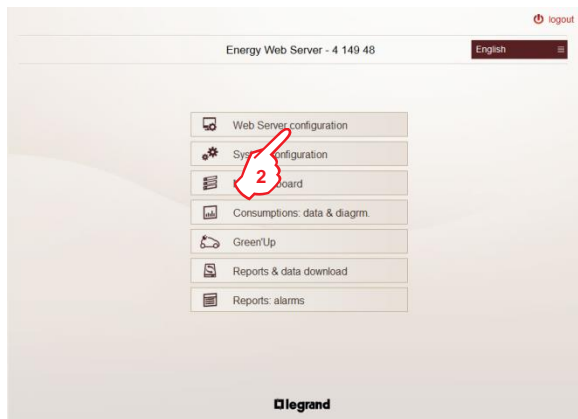 logout
Energy Web Server - 4 149 48
English
Web Server configuration
configuration
2
Consumptions: data & diagrm.
Green'Up
Reports & data download
Reports: alarms
legrand